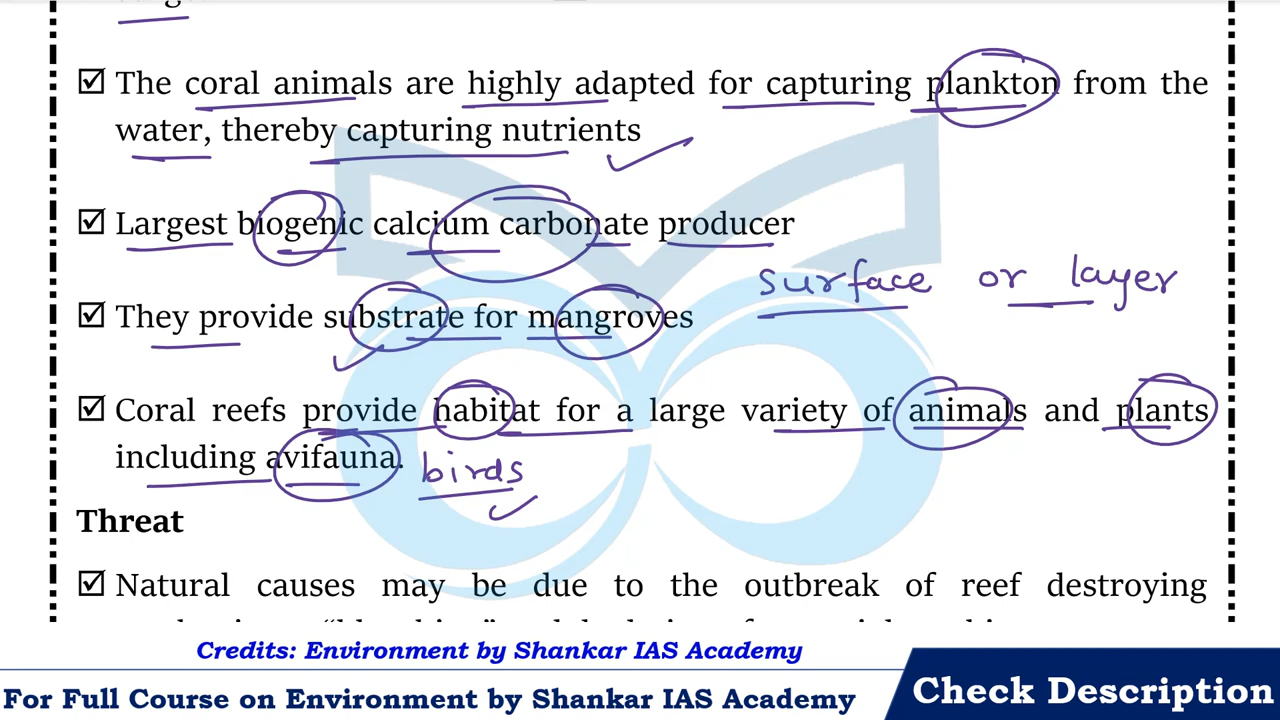 ☑ The coral animals are highly adapted for capturing plankton from the
water, thereby capturing nutrients
☑ Largest biogenic calcium carbonate producer
surface or layer
☑ They provide substrate for mangroves
☑ Coral reefs provide habitat for a large variety of animals and plants
including avifauna. birds
Threat
☑ Natural causes may be due to the outbreak of reef destroying
Credits: Environment by Shankar IAS Academy
For Full Course on Environment by Shankar IAS Academy
Check Description